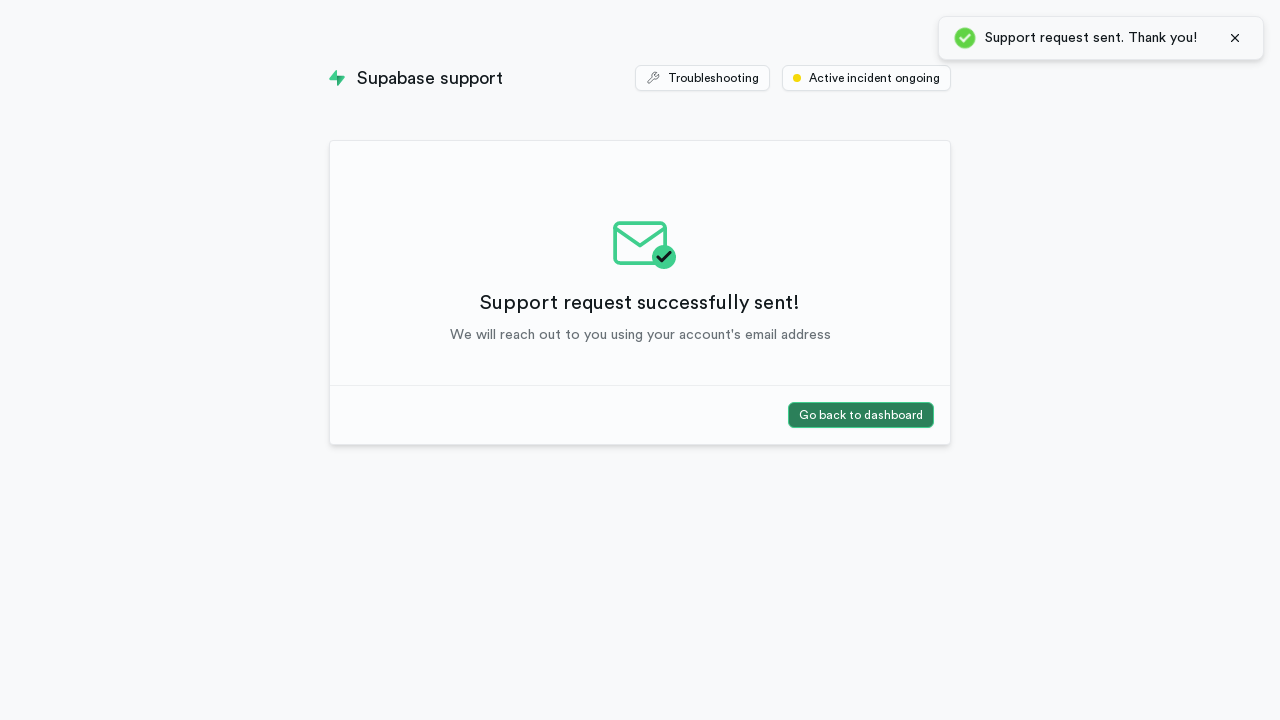 Support request sent. Thank you!
Supabase support
Troubleshooting
Active incident ongoing
Support request successfully sent!
We will reach out to you using your account's email address
Go back to dashboard